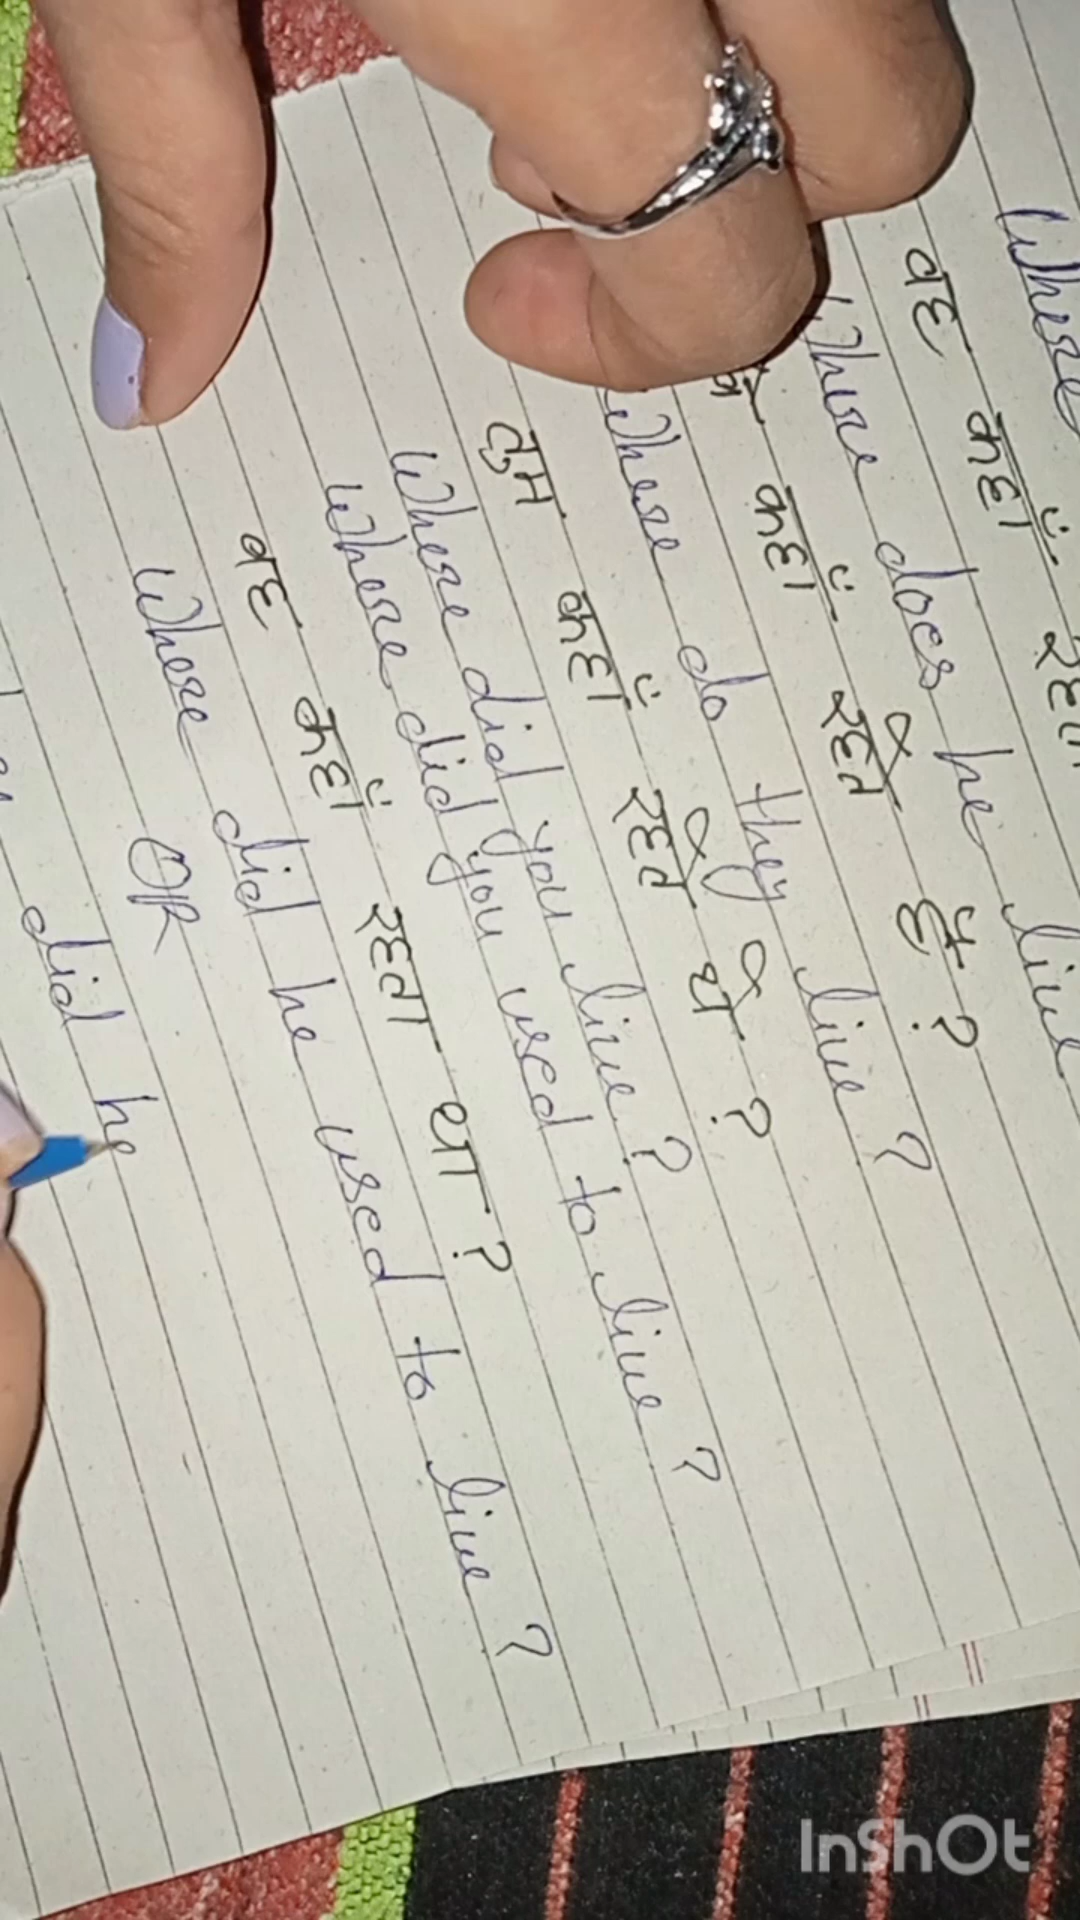 Where
वह कहाँ रहता
Where does he live
वे कहाँ रहते हैं ?
Where do they live ?
तुम कहाँ रहते थे ?
Where did you live ?
Where did you used to live ?
वह कहाँ रहता था ?
Where did he used to live ?
OR
did he
InShOt